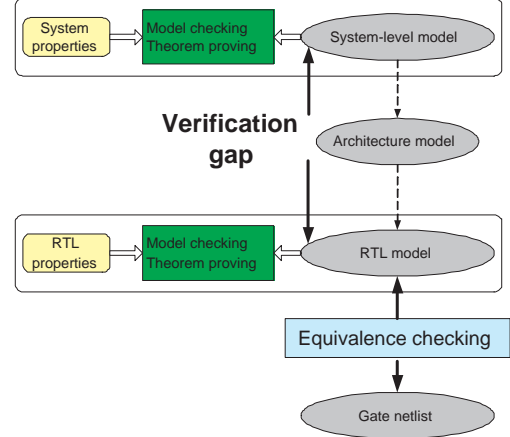 System
properties
Model checking
Theorem proving
System-level model
Verification
gap
Architecture model
RTL
properties
Model checking
Theorem proving
RTL model
Equivalence checking
Gate netlist